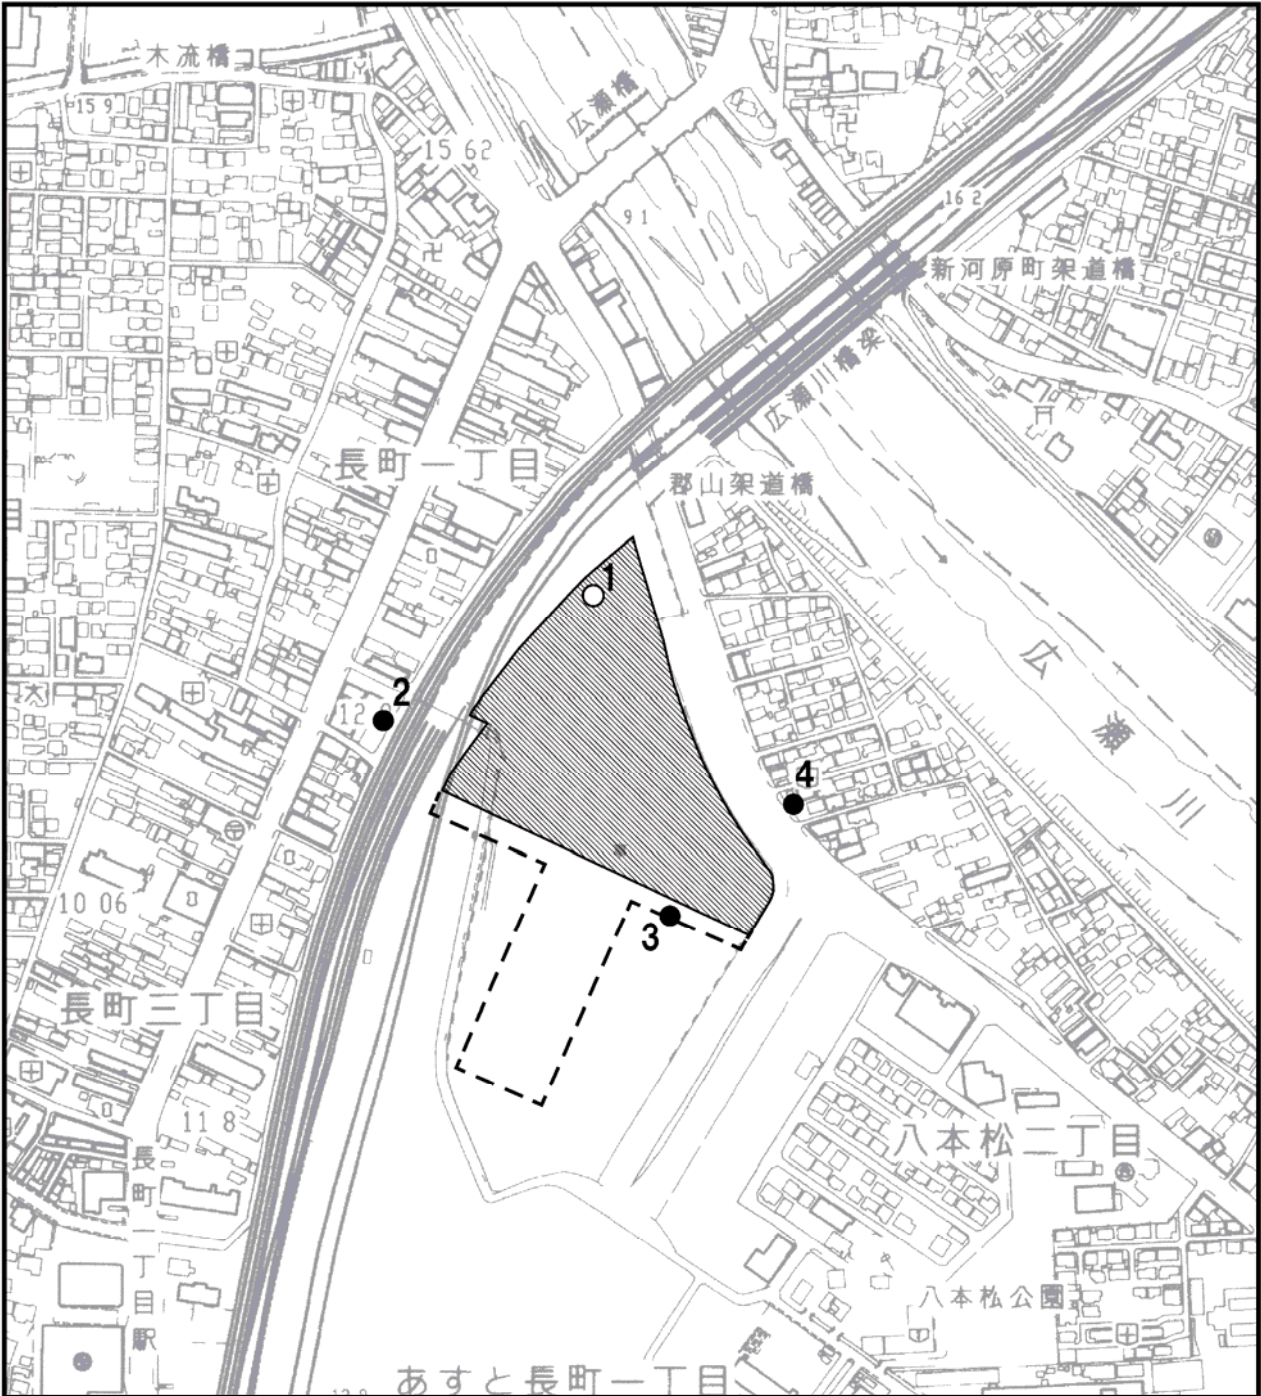 木流橋
15 9
広瀬橋
15 62
9 1
16 2
新河原町架道橋
広瀬川橋梁
長町一丁目
郡山架道橋
1
広瀬川
2
4
3
10 06
長町三丁目
11 8
八本松二丁目
長町一丁目駅
八本松公園
あすと長町一丁目